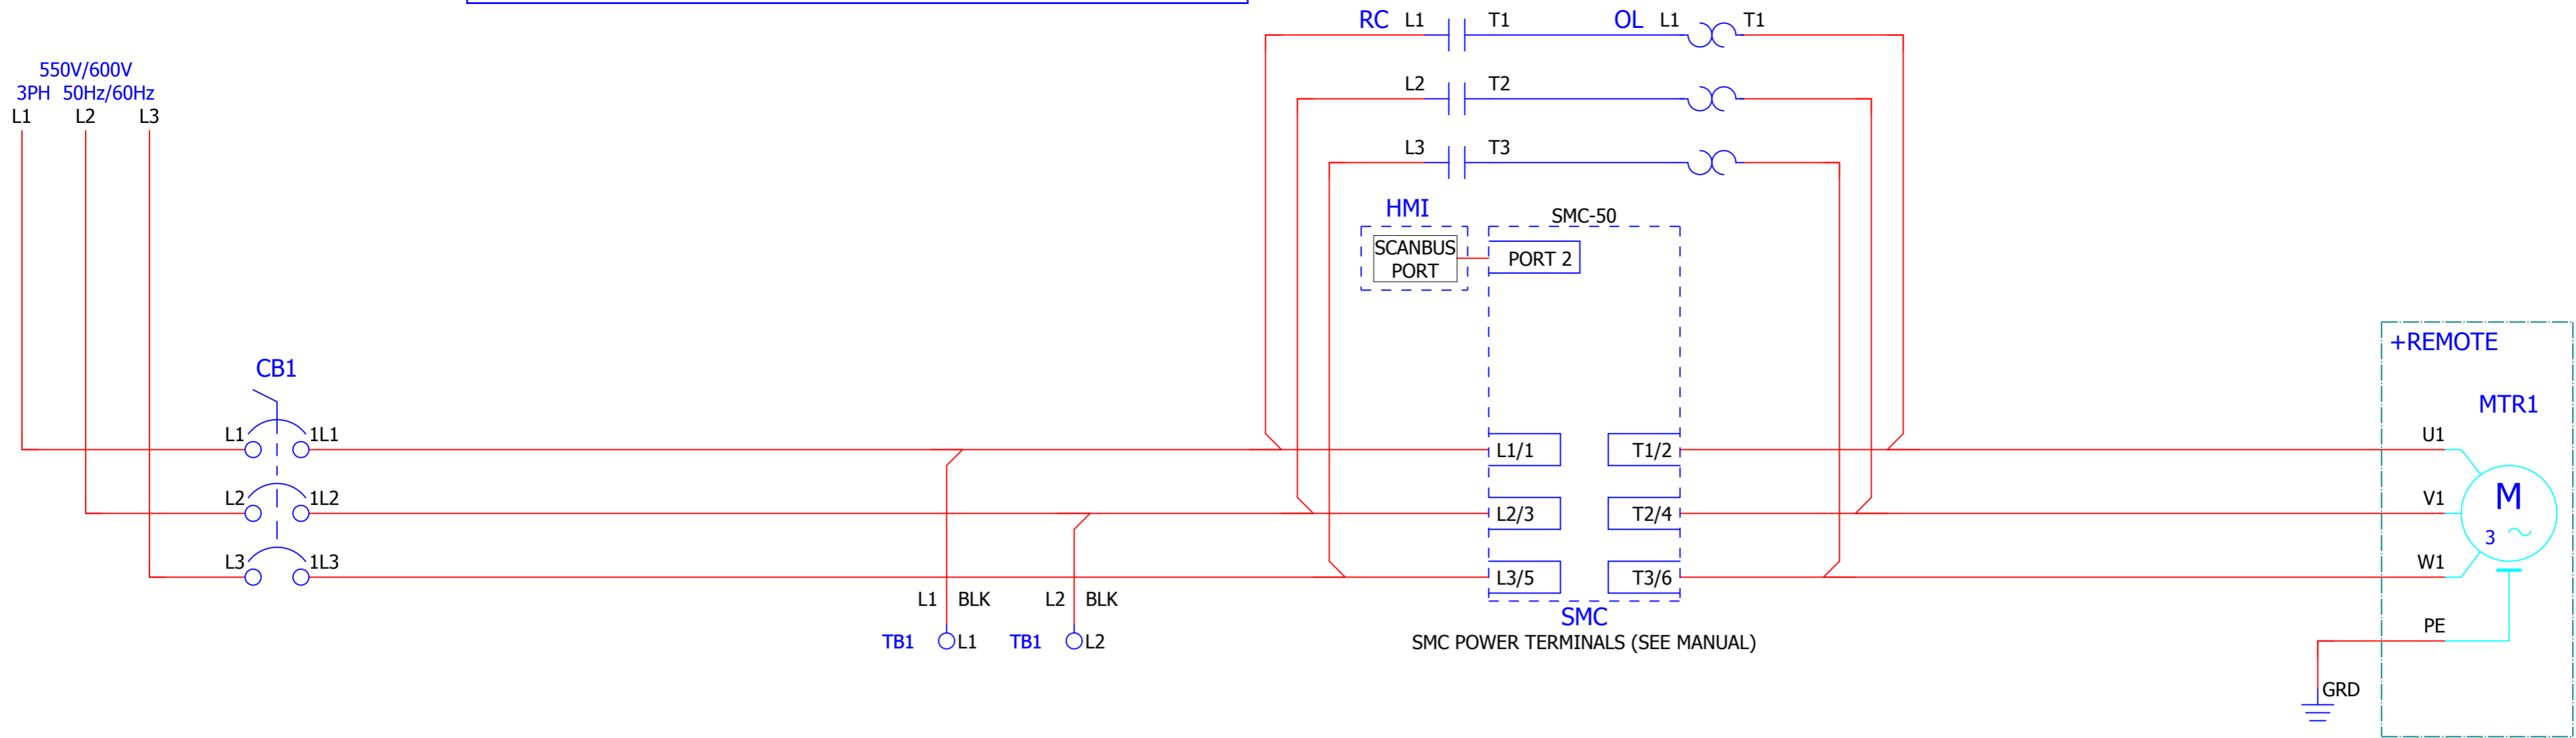 RC L1 T1 OL L1 T1
550V/600V
3PH 50Hz/60Hz
L1 L2 L3
L2 T2
L3 T3
HMI
SMC-50
SCANBUS
PORT
PORT 2
+REMOTE
CB1
MTR1
L1 1L1
L1/1 T1/2
U1
L2 1L2
L2/3 T2/4
V1
M
3
L3 1L3
L3/5 T3/6
W1
L1 BLK L2 BLK
SMC
PE
TB1 L1 TB1 L2
SMC POWER TERMINALS (SEE MANUAL)
GRD